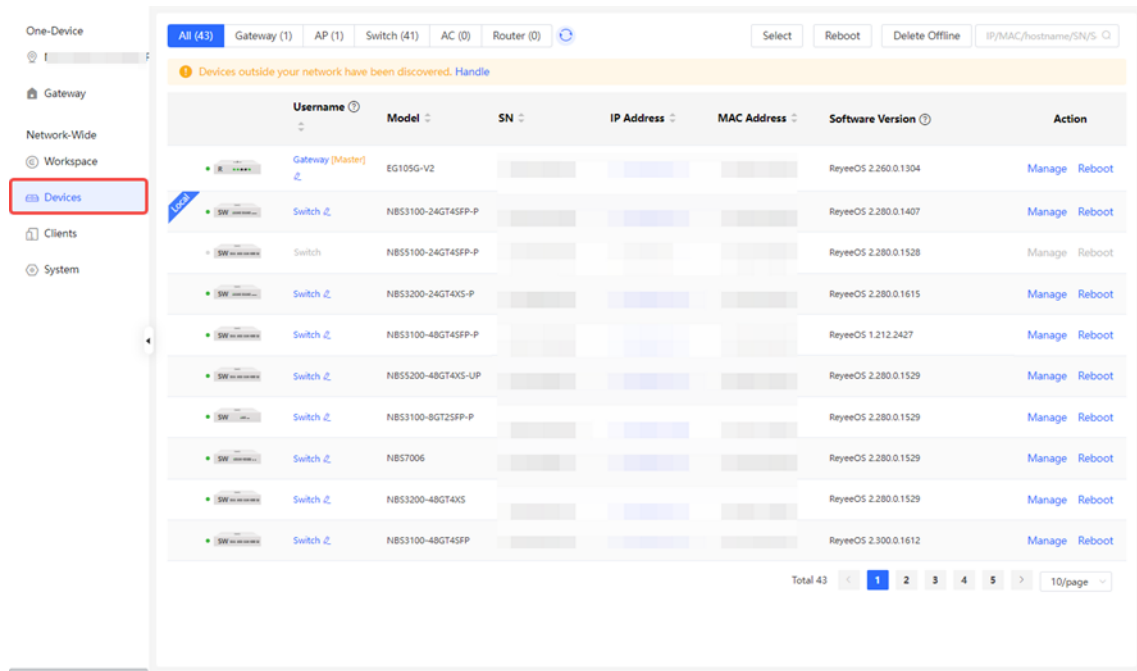 One-Device
Gateway
Network-Wide
Workspace
Devices
Clients
System
All (43) Gateway (1) AP (1) Switch (41) AC (0) Router (0) Select Reboot Delete Offline IP/MAC/hostname/SN/S
Devices outside your network have been discovered. Handle
Username Model SN IP Address MAC Address Software Version Action
Gateway [Master] EG105G-V2 ReyeeOS 2.260.0.1304 Manage Reboot
Local Switch NBS3100-24GT4SFP-P ReyeeOS 2.280.0.1407 Manage Reboot
SW Switch NBS5100-24GT4SFP-P ReyeeOS 2.280.0.1528 Manage Reboot
SW Switch NBS3200-24GT4XS-P ReyeeOS 2.280.0.1615 Manage Reboot
SW Switch NBS3100-48GT4SFP-P ReyeeOS 1.212.2427 Manage Reboot
SW Switch NBS5200-48GT4XS-UP ReyeeOS 2.280.0.1529 Manage Reboot
SW Switch NBS3100-8GT2SFP-P ReyeeOS 2.280.0.1529 Manage Reboot
SW Switch NBS7006 ReyeeOS 2.280.0.1529 Manage Reboot
SW Switch NBS3200-48GT4XS ReyeeOS 2.280.0.1529 Manage Reboot
SW Switch NBS3100-48GT4SFP ReyeeOS 2.300.0.1612 Manage Reboot
Total 43 < 1 2 3 4 5 > 10/page